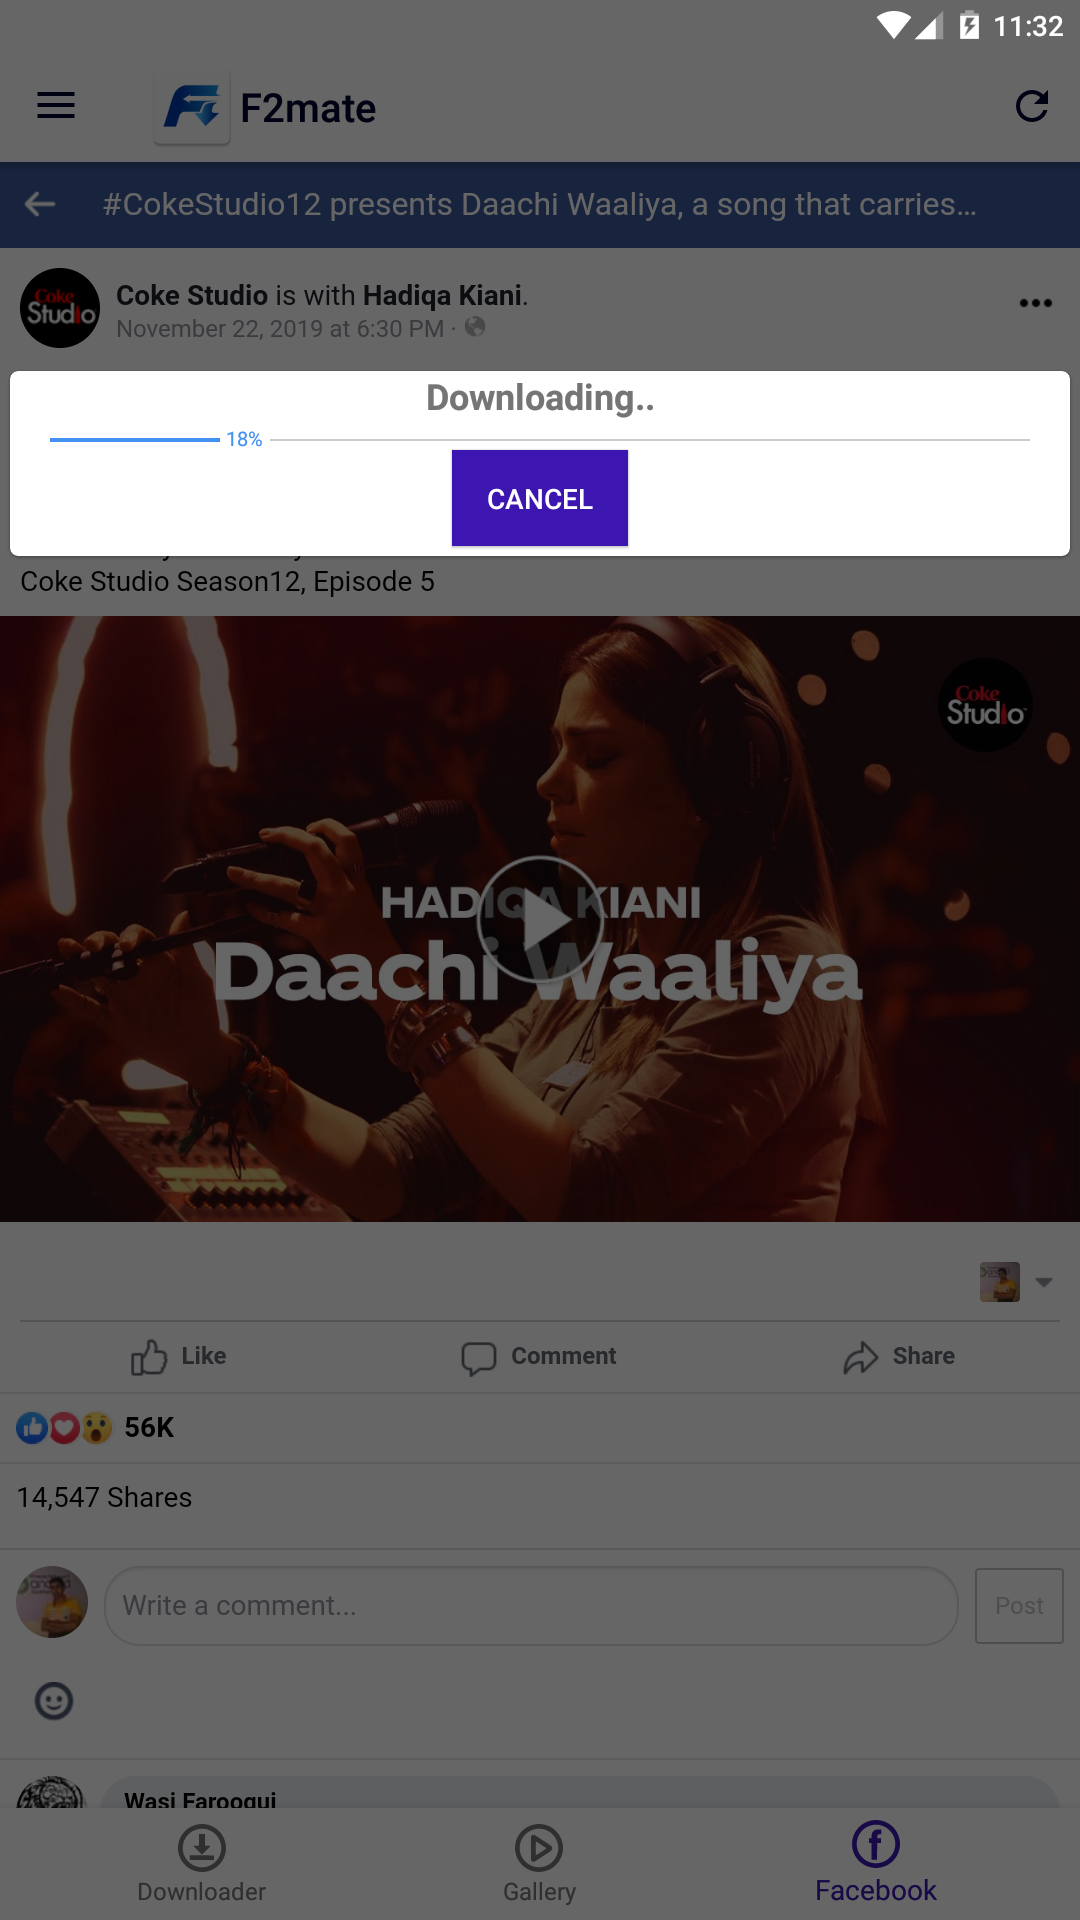 11:32
F2mate
#CokeStudio12 presents Daachi Waaliya, a song that carries...
Coke Studio is with Hadiqa Kiani.
November 22, 2019 at 6:30 PM ·
Downloading..
18%
CANCEL
Coke Studio Season12, Episode 5
Coke Studio
HADIQA KIANI
Daachi Waaliya
Like
Comment
Share
56K
14,547 Shares
Write a comment...
Post
Wasi Farooqui
Downloader
Gallery
Facebook